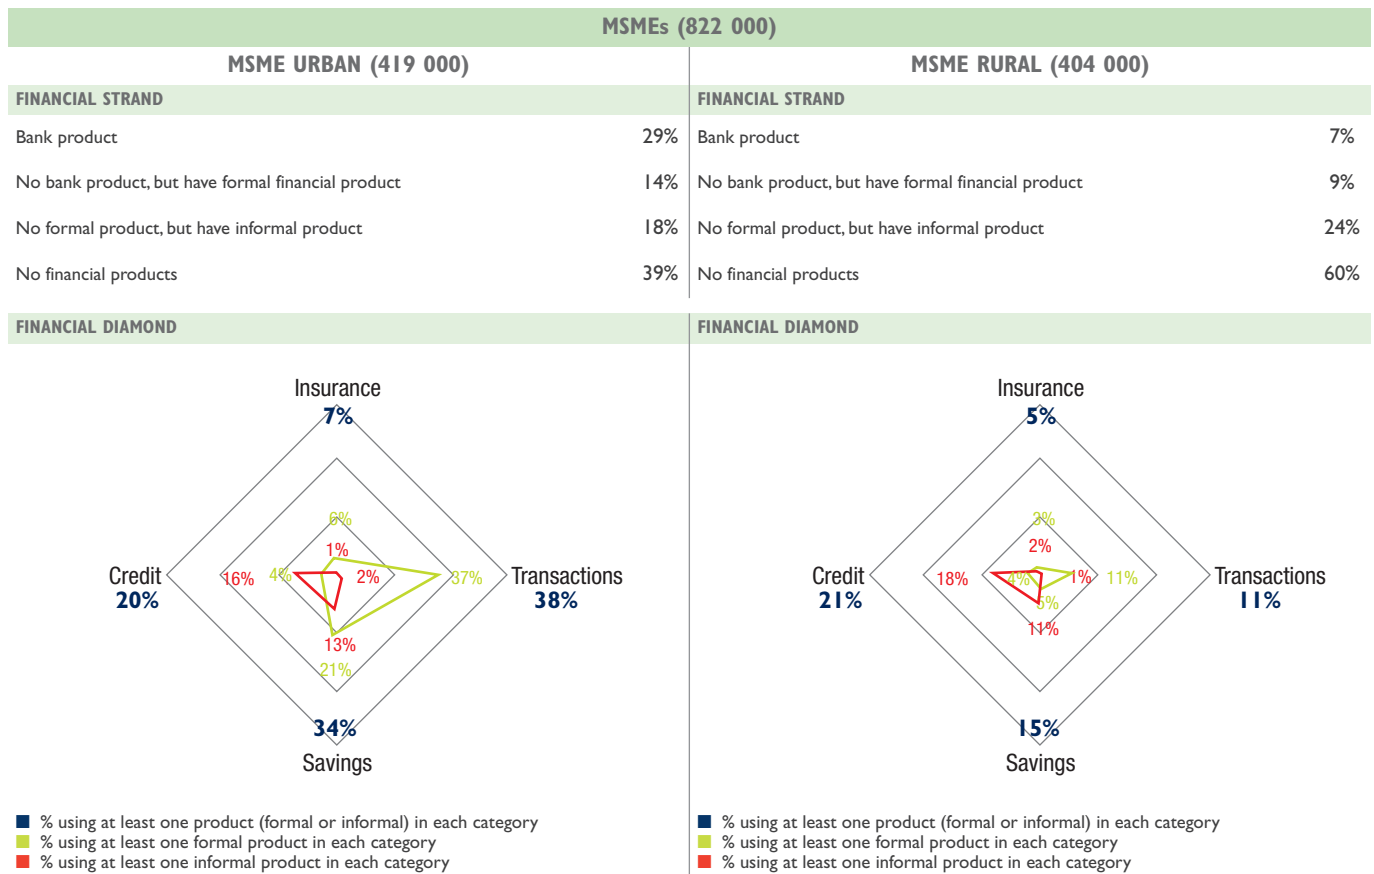 MSMEs (822 000)
MSME URBAN (419 000)
FINANCIAL STRAND
Bank product 29%
No bank product, but have formal financial product 14%
No formal product, but have informal product 18%
No financial products 39%
FINANCIAL DIAMOND
Insurance
7%
6%
1%
Credit
20%
16%
4%
2%
37%
Transactions
38%
13%
21%
34%
Savings
% using at least one product (formal or informal) in each category
% using at least one formal product in each category
% using at least one informal product in each category
MSME RURAL (404 000)
FINANCIAL STRAND
Bank product 7%
No bank product, but have formal financial product 9%
No formal product, but have informal product 24%
No financial products 60%
FINANCIAL DIAMOND
Insurance
5%
3%
2%
Credit
21%
18%
4%
1%
11%
Transactions
11%
5%
11%
15%
Savings
% using at least one product (formal or informal) in each category
% using at least one formal product in each category
% using at least one informal product in each category